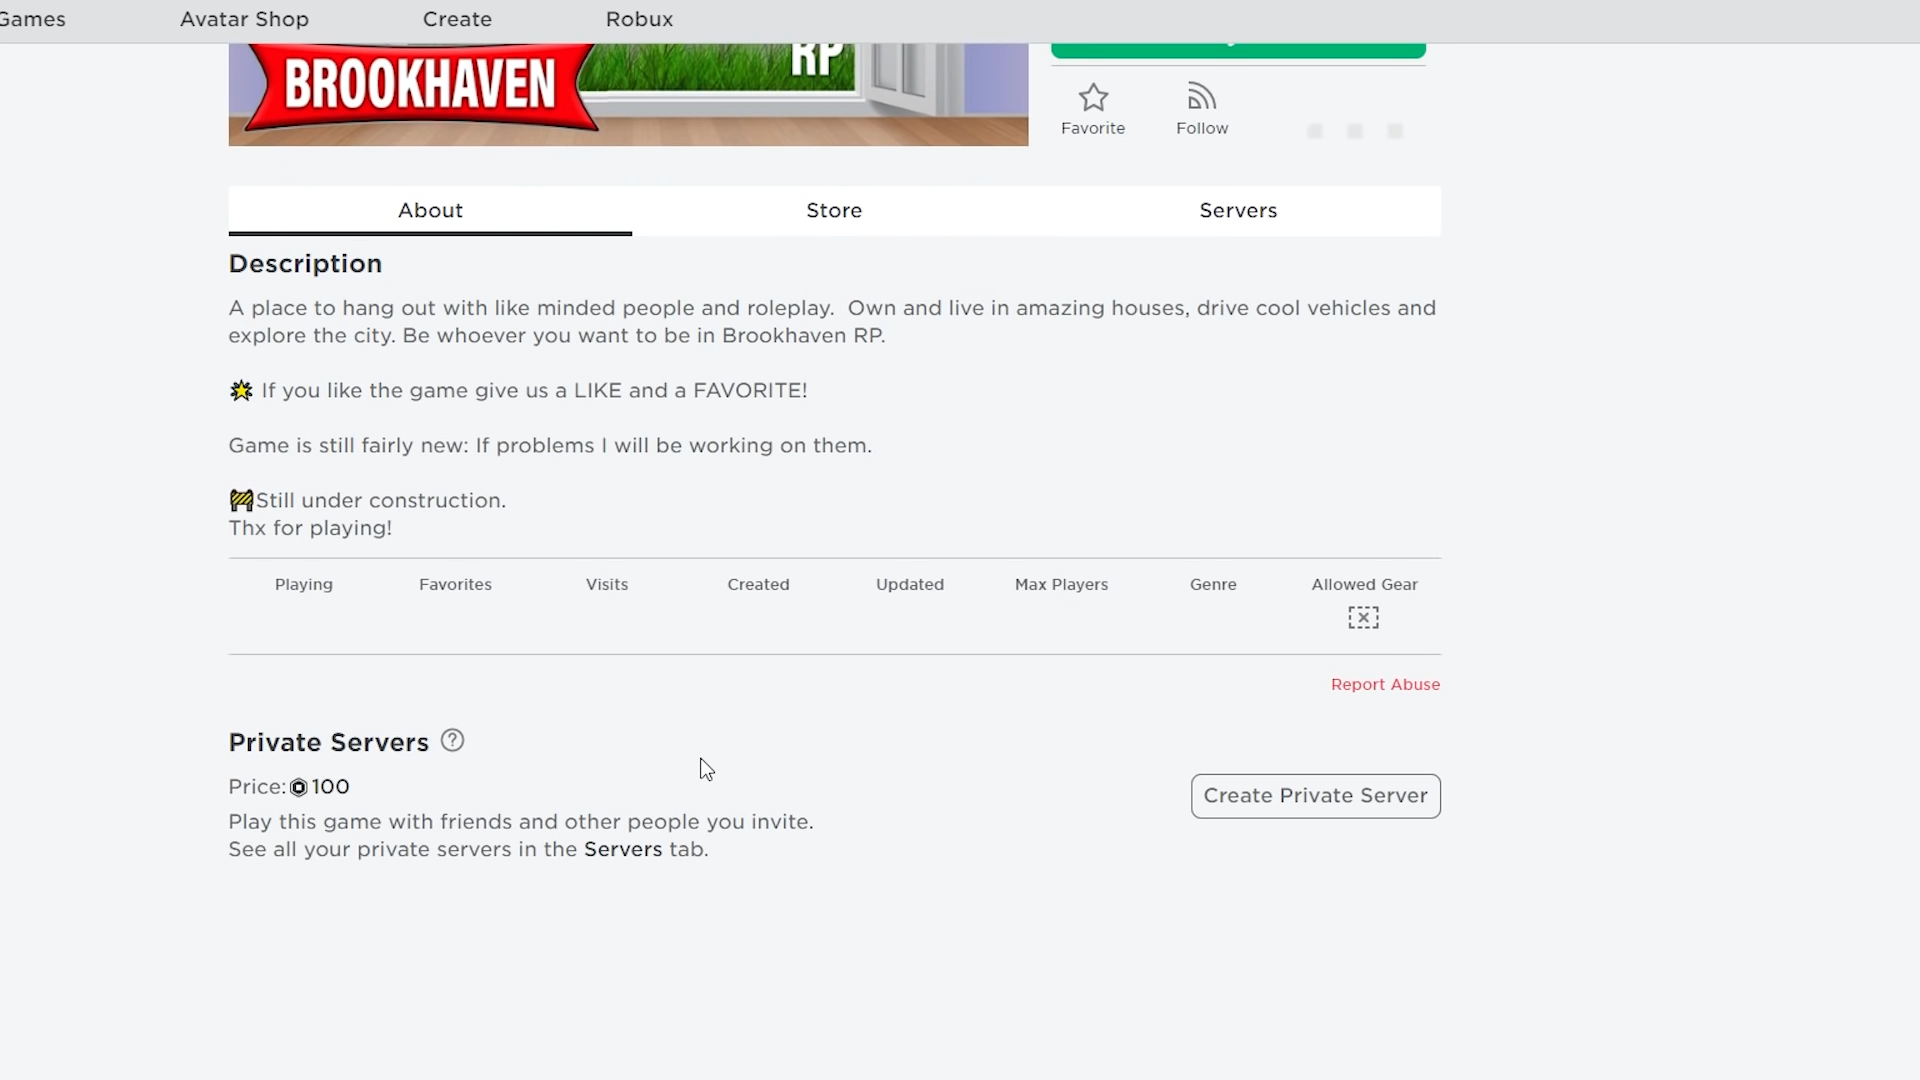 Games Avatar Shop Create Robux
BROOKHAVEN RP
Favorite Follow
About Store Servers
Description
A place to hang out with like minded people and roleplay.  Own and live in amazing houses, drive cool vehicles and
explore the city. Be whoever you want to be in Brookhaven RP.
🌟 If you like the game give us a LIKE and a FAVORITE!
Game is still fairly new: If problems I will be working on them.
🚧Still under construction.
Thx for playing!
Playing Favorites Visits Created Updated Max Players Genre Allowed Gear
Report Abuse
Private Servers
Price: 100
Create Private Server
Play this game with friends and other people you invite.
See all your private servers in the Servers tab.